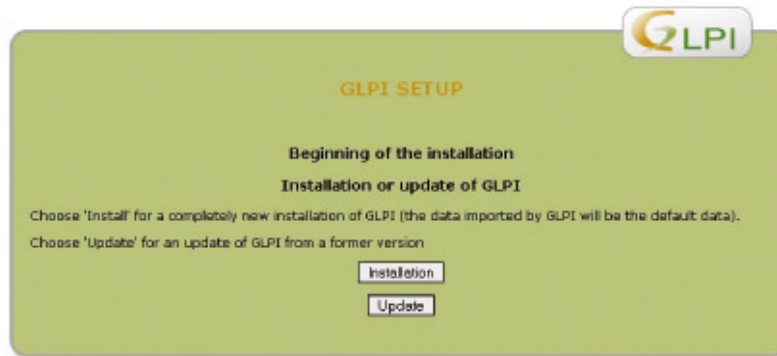 GLPI
GLPI SETUP
Beginning of the installation
Installation or update of GLPI
Choose 'Install' for a completely new installation of GLPI (the data imported by GLPI will be the default data).
Choose 'Update' for an update of GLPI from a former version
Installation
Update